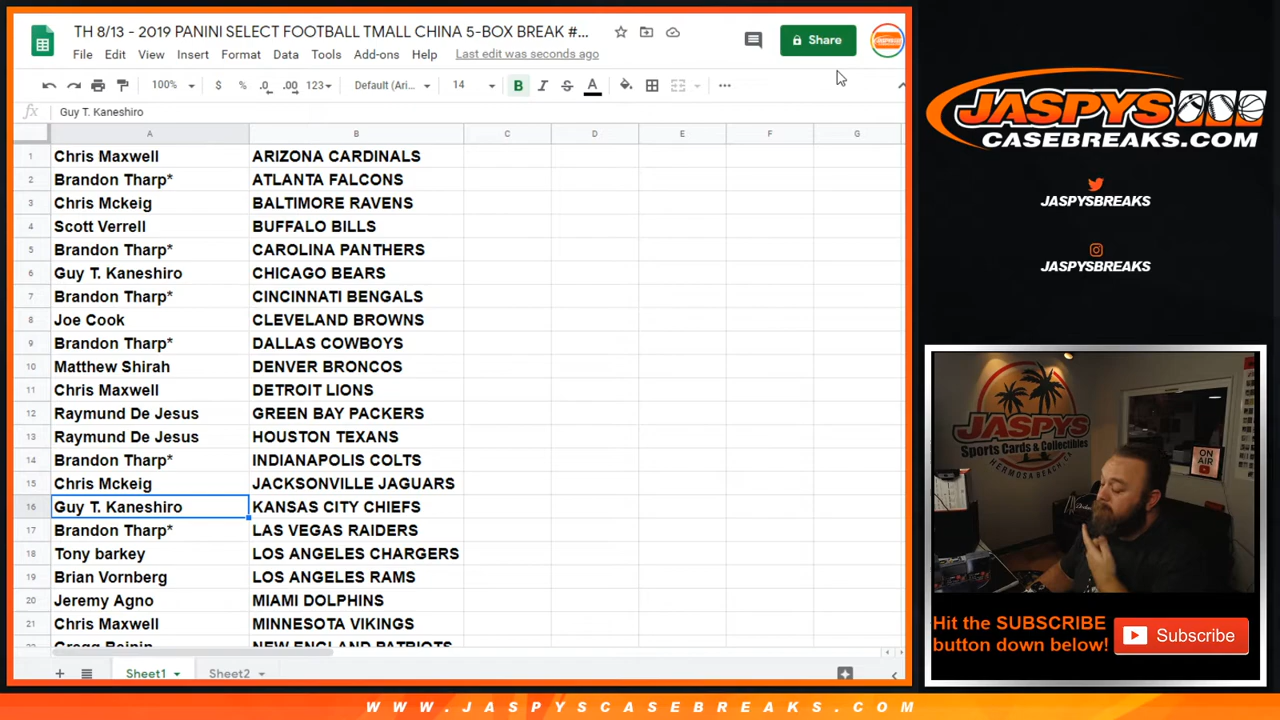 TH 8/13 - 2019 PANINI SELECT FOOTBALL TMALL CHINA 5-BOX BREAK #...
File Edit View Insert Format Data Tools Add-ons Help Last edit was seconds ago
Share
100% $ % .0 .00 123 Default (Ari... 14 B I S A
fx Guy T. Kaneshiro
A B C D E F G
1 Chris Maxwell ARIZONA CARDINALS
2 Brandon Tharp* ATLANTA FALCONS
3 Chris Mckeig BALTIMORE RAVENS
4 Scott Verrell BUFFALO BILLS
5 Brandon Tharp* CAROLINA PANTHERS
6 Guy T. Kaneshiro CHICAGO BEARS
7 Brandon Tharp* CINCINNATI BENGALS
8 Joe Cook CLEVELAND BROWNS
9 Brandon Tharp* DALLAS COWBOYS
10 Matthew Shirah DENVER BRONCOS
11 Chris Maxwell DETROIT LIONS
12 Raymund De Jesus GREEN BAY PACKERS
13 Raymund De Jesus HOUSTON TEXANS
14 Brandon Tharp* INDIANAPOLIS COLTS
15 Chris Mckeig JACKSONVILLE JAGUARS
16 Guy T. Kaneshiro KANSAS CITY CHIEFS
17 Brandon Tharp* LAS VEGAS RAIDERS
18 Tony barkey LOS ANGELES CHARGERS
19 Brian Vornberg LOS ANGELES RAMS
20 Jeremy Agno MIAMI DOLPHINS
21 Chris Maxwell MINNESOTA VIKINGS
NEW ENGLAND PATRIOTS
Sheet1 Sheet2
JASPYS
CASEBREAKS.COM
JASPYSBREAKS
JASPYSBREAKS
JASPYS
Sports Cards & Collectibles
HERMOSA BEACH, CA
ON AIR
Hit the SUBSCRIBE
button down below!
Subscribe
WWW.JASPYSCASEBREAKS.COM